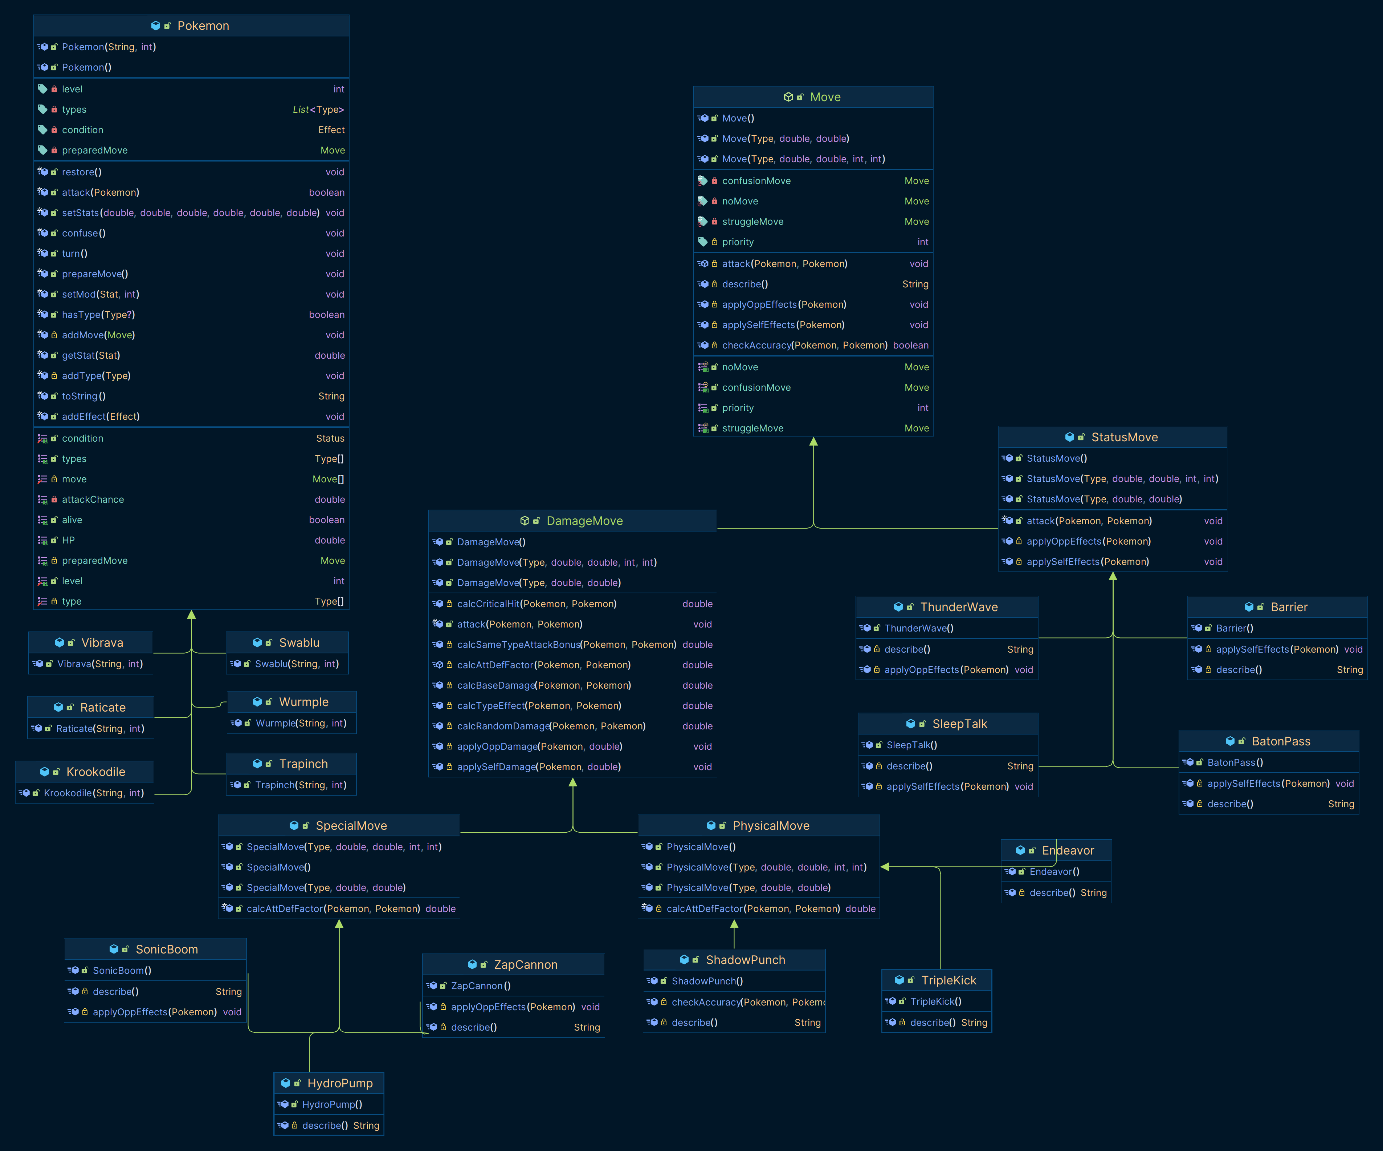 Pokemon
Pokemon(String, int)
Pokemon()
level int
types List<Type>
condition Effect
preparedMove Move
restore() void
attack(Pokemon) boolean
setStats(double, double, double, double, double, double) void
confuse() void
turn() void
prepareMove() void
setMod(Stat, int) void
hasType(Type?) boolean
addMove(Move) void
getStat(Stat) double
addType(Type) void
toString() String
addEffect(Effect) void
condition Status
types Type[]
move Move[]
attackChance double
alive boolean
HP double
preparedMove Move
level int
type Type[]
Move
Move()
Move(Type, double, double)
Move(Type, double, double, int, int)
confusionMove Move
noMove Move
struggleMove Move
priority int
attack(Pokemon, Pokemon) void
describe() String
applyOppEffects(Pokemon) void
applySelfEffects(Pokemon) void
checkAccuracy(Pokemon, Pokemon) boolean
noMove Move
confusionMove Move
priority int
struggleMove Move
StatusMove
StatusMove()
StatusMove(Type, double, double, int, int)
StatusMove(Type, double, double)
attack(Pokemon, Pokemon) void
applyOppEffects(Pokemon) void
applySelfEffects(Pokemon) void
DamageMove
DamageMove()
DamageMove(Type, double, double, int, int)
DamageMove(Type, double, double)
calcCriticalHit(Pokemon, Pokemon) double
attack(Pokemon, Pokemon) void
calcSameTypeAttackBonus(Pokemon, Pokemon) double
calcAttDefFactor(Pokemon, Pokemon) double
calcBaseDamage(Pokemon, Pokemon) double
calcTypeEffect(Pokemon, Pokemon) double
calcRandomDamage(Pokemon, Pokemon) double
applyOppDamage(Pokemon, double) void
applySelfDamage(Pokemon, double) void
ThunderWave
ThunderWave()
describe() String
applyOppEffects(Pokemon) void
Barrier
Barrier()
applySelfEffects(Pokemon) void
describe() String
Vibrava
Vibrava(String, int)
Swablu
Swablu(String, int)
Raticate
Raticate(String, int)
Wurmple
Wurmple(String, int)
Krookodile
Krookodile(String, int)
Trapinch
Trapinch(String, int)
SleepTalk
SleepTalk()
describe() String
applySelfEffects(Pokemon) void
BatonPass
BatonPass()
applySelfEffects(Pokemon) void
describe() String
SpecialMove
SpecialMove(Type, double, double, int, int)
SpecialMove()
SpecialMove(Type, double, double)
calcAttDefFactor(Pokemon, Pokemon) double
PhysicalMove
PhysicalMove()
PhysicalMove(Type, double, double, int, int)
PhysicalMove(Type, double, double)
calcAttDefFactor(Pokemon, Pokemon) double
Endeavor
Endeavor()
describe() String
SonicBoom
SonicBoom()
describe() String
applyOppEffects(Pokemon) void
ZapCannon
ZapCannon()
applyOppEffects(Pokemon) void
describe() String
ShadowPunch
ShadowPunch()
checkAccuracy(Pokemon, Pokemo
describe() String
TripleKick
TripleKick()
describe() String
HydroPump
HydroPump()
describe() String